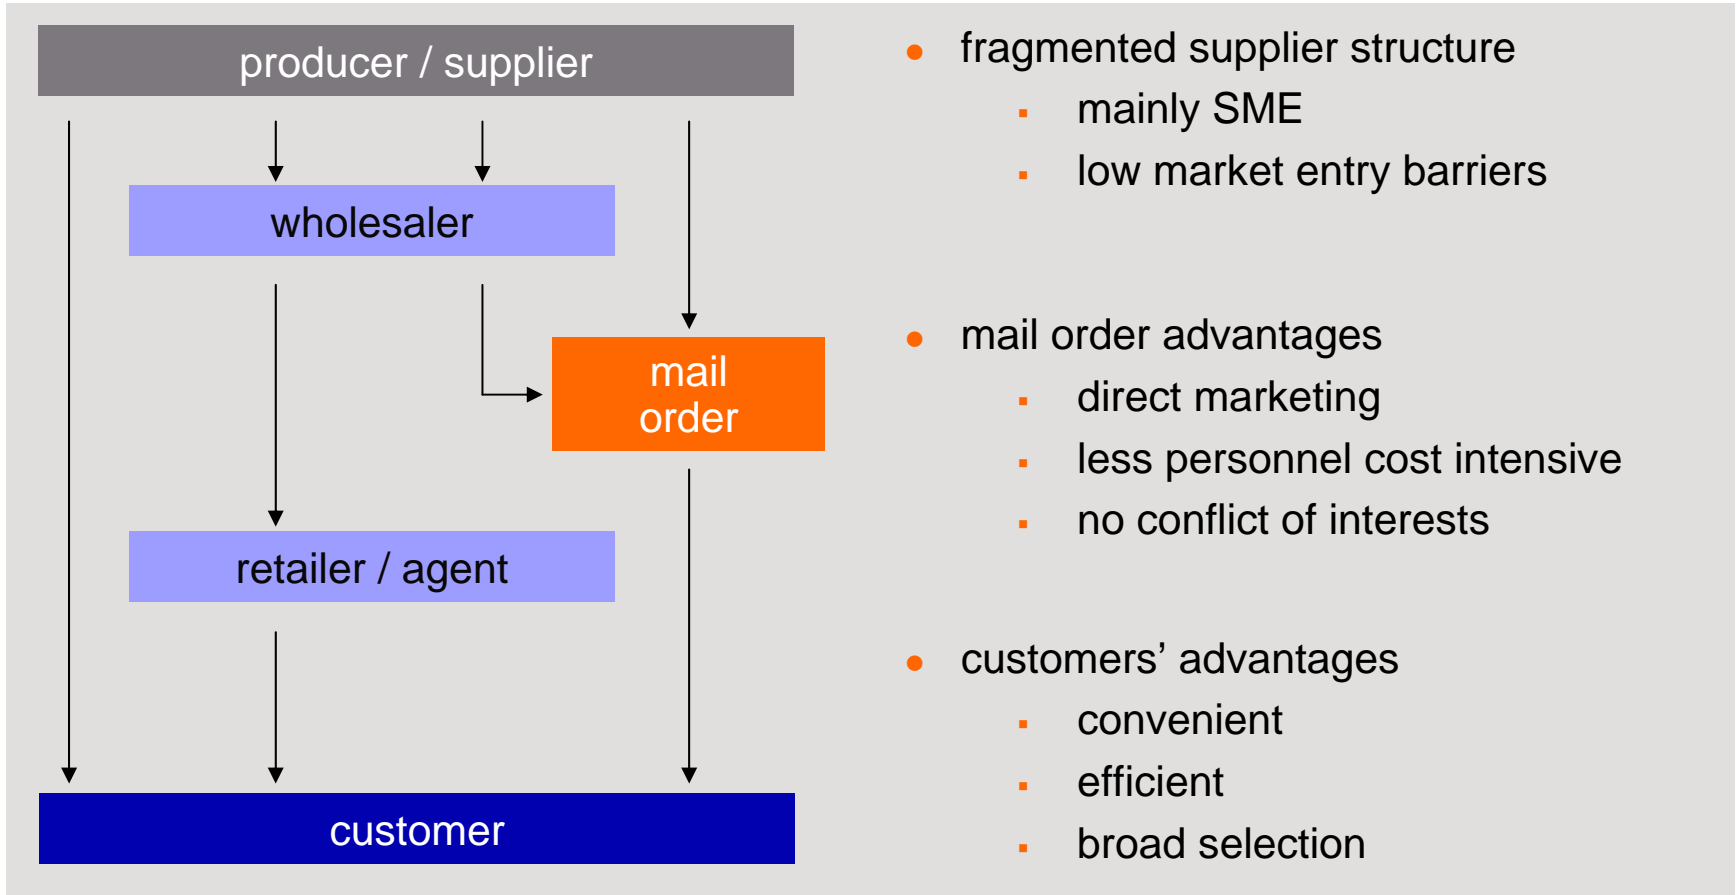 producer / supplier
wholesaler
mail
order
retailer / agent
customer
fragmented supplier structure
mainly SME
low market entry barriers
mail order advantages
direct marketing
less personnel cost intensive
no conflict of interests
customers’ advantages
convenient
efficient
broad selection